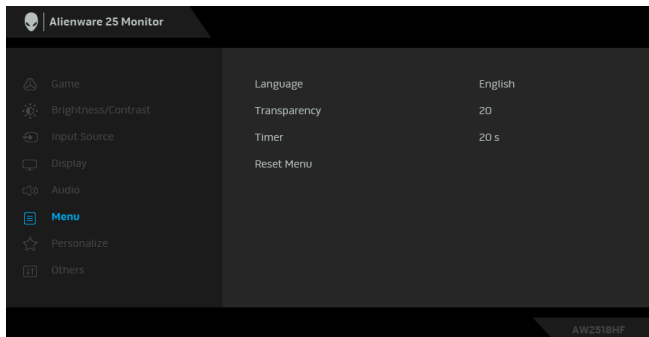 Alienware 25 Monitor
Game
Brightness/Contrast
Input Source
Display
Audio
Menu
Personalize
Others
Language English
Transparency 20
Timer 20 s
Reset Menu
AW2518HF